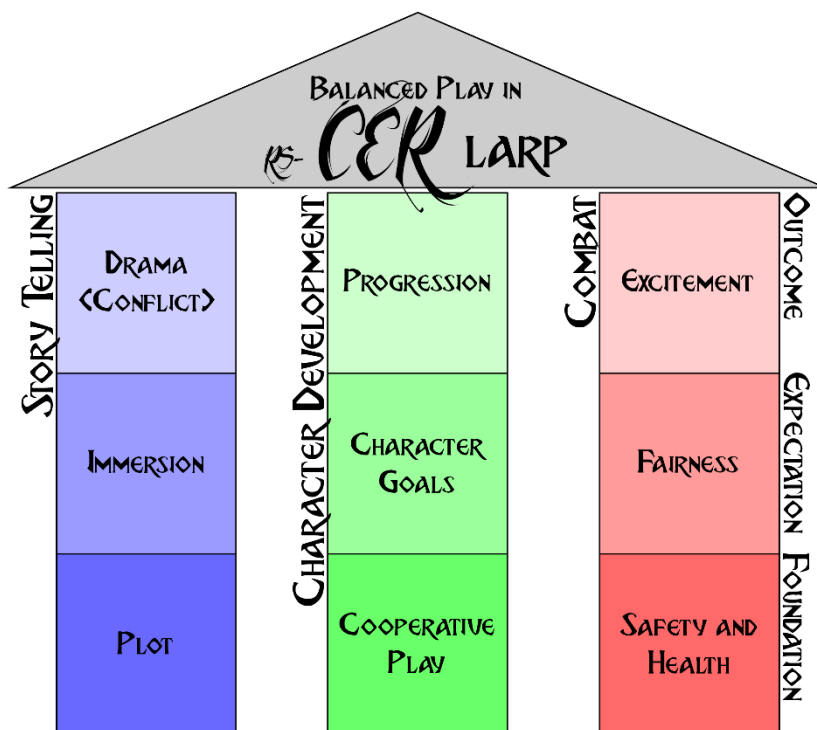 Balanced Play in
RS- CER LARP
Story Telling
Drama
<Conflict>
Immersion
Plot
Character Development
Progression
Character
Goals
Cooperative
Play
Combat
Excitement
Fairness
Safety and
Health
Outcome
Expectation
Foundation